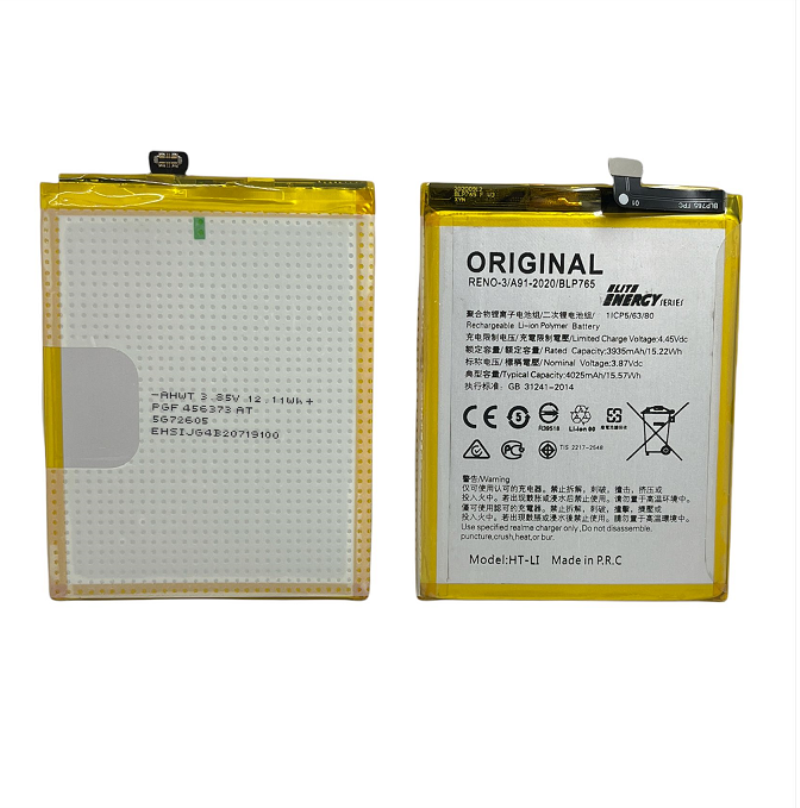 -AHWT 3.85V 12.11Wh+
PGF 456373 AT
5G72605
EHSIJG4B20719100
BLP765 FPC
01
ORIGINAL
RENO-3/A91-2020/BLP765
ELITE
ENERGY SERIES
聚合物锂离子电池组/二次鋰電池組/ 1ICP5/63/80
Rechargeable Li-ion Polymer Battery
充电限制电压/充電限制電壓/Limited Charge Voltage:4.45Vdc
额定容量/ 額定容量/ Rated Capacity: 3935mAh/15.22Wh
标称电压 / 標稱電壓 /Nominal Voltage: 3.87Vdc
典型容量/Typical Capacity: 4025mAh/15.57Wh
执行标准: GB 31241-2014
R39518
Li-ion 00
TIS 2217-2548
警告/Warning
仅可使用认可的充电器。禁止拆解，刺破，撞击，挤压或
投入火中。若出现鼓胀或浸水后禁止使用。请勿置于高温环境中。
僅可使用認可的充電器。禁止拆解，刺破，撞擊，擠壓或
投入火中。若出現鼓脹或浸水後禁止使用。請勿置于高溫環境中。
Use specified realme charger only,Do not disassemble.
puncture,crush,heat,or bur.
Model:HT-LI Made in P.R.C